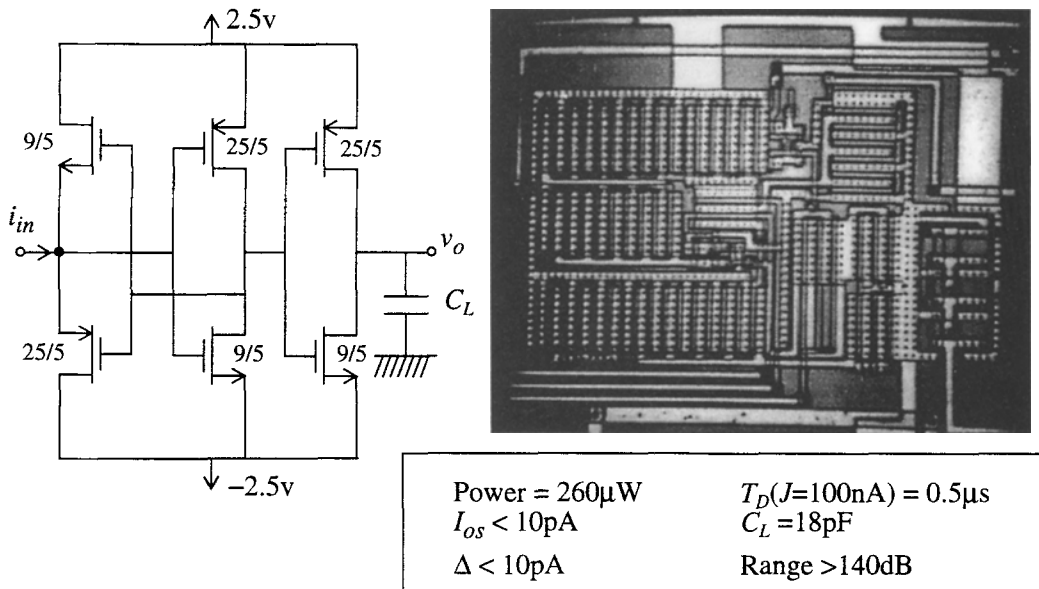 2.5v
9/5
25/5
25/5
i_in
v_o
C_L
25/5
9/5
9/5
−2.5v
Power = 260μW
T_D(J=100nA) = 0.5μs
I_os < 10pA
C_L =18pF
Δ < 10pA
Range >140dB